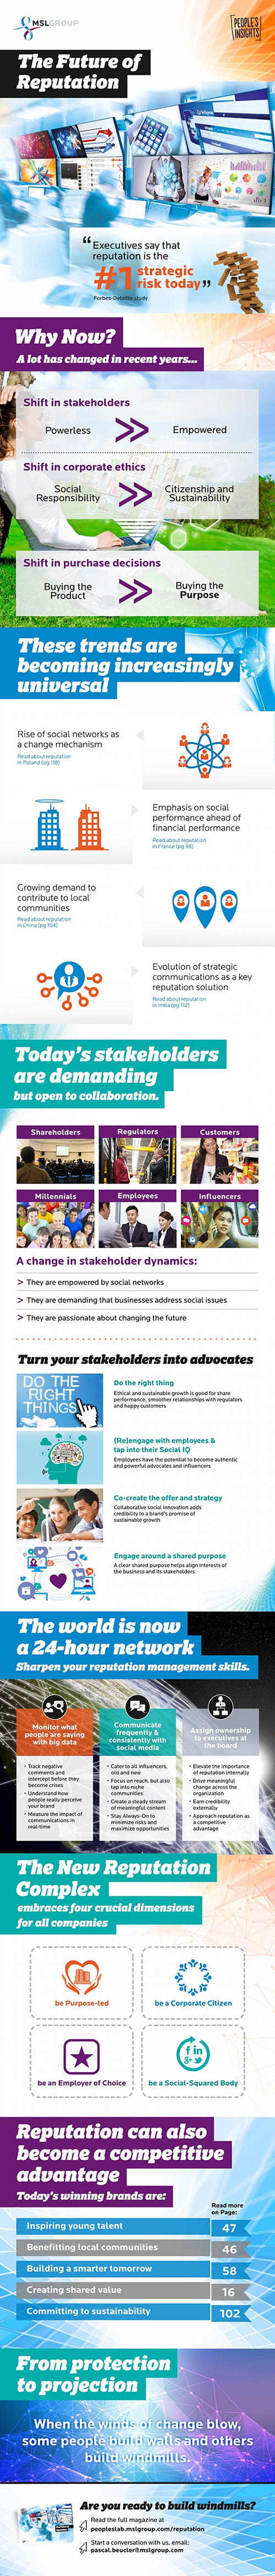 MSLGROUP
PEOPLE'S
INSIGHTS
The Future of
Reputation
“Executives say that
reputation is the
#1 strategic
risk today”
Forbes-Deloitte study
Why Now?
A lot has changed in recent years...
Shift in stakeholders
Powerless
Empowered
Shift in corporate ethics
Social
Responsibility
Citizenship and
Sustainability
Shift in purchase decisions
Buying the
Product
Buying the
Purpose
These trends are
becoming increasingly
universal
Rise of social networks as
a change mechanism
Read about reputation
in Poland (pg 118)
Emphasis on social
performance ahead of
financial performance
Read about reputation
in France (pg 98)
Growing demand to
contribute to local
communities
Read about reputation
in China (pg 104)
Evolution of strategic
communications as a key
reputation solution
Read about reputation
in India (pg 112)
Today's stakeholders
are demanding
but open to collaboration.
Shareholders
Regulators
Customers
Millennials
Employees
Influencers
A change in stakeholder dynamics:
> They are empowered by social networks
> They are demanding that businesses address social issues
> They are passionate about changing the future
Turn your stakeholders into advocates
DO THE
RIGHT
THINGS
Do the right thing
Ethical and sustainable growth is good for share
performance, smoother relationships with regulators
and happy customers
(Re)engage with employees &
tap into their Social IQ
Employees have the potential to become authentic
and powerful advocates and influencers
Co-create the offer and strategy
Collaborative social innovation adds
credibility to a brand's promise of
sustainable growth
Engage around a shared purpose
A clear shared purpose helps align interests of
the business and its stakeholders
The world is now
a 24-hour network
Sharpen your reputation management skills.
Monitor what
people are saying
with big data
• Track negative
comments and
intercept before they
become crises
• Understand how
people really perceive
your brand
• Measure the impact of
communications in
real-time
Communicate
frequently &
consistently with
social media
• Cater to all influencers,
old and new
• Focus on reach, but also
tap into niche
communities
• Create a steady stream
of meaningful content
• Stay Always-On to
minimize risks and
maximize opportunities
Assign ownership
to executives at
the board
• Elevate the importance
of reputation internally
• Drive meaningful
change across the
organization
• Earn credibility
externally
• Approach reputation as
a competitive
advantage
The New Reputation
Complex
embraces four crucial dimensions
for all companies
be Purpose-led
be a Corporate Citizen
be an Employer of Choice
f in
g+
be a Social-Squared Body
Reputation can also
become a competitive
advantage
Today's winning brands are:
Read more
on Page:
Inspiring young talent 47
Benefitting local communities 46
Building a smarter tomorrow 58
Creating shared value 16
Committing to sustainability 102
From protection
to projection
When the winds of change blow,
some people build walls and others
build windmills.
Are you ready to build windmills?
Read the full magazine at
peopleslab.mslgroup.com/reputation
Start a conversation with us, email:
pascal.beucler@mslgroup.com